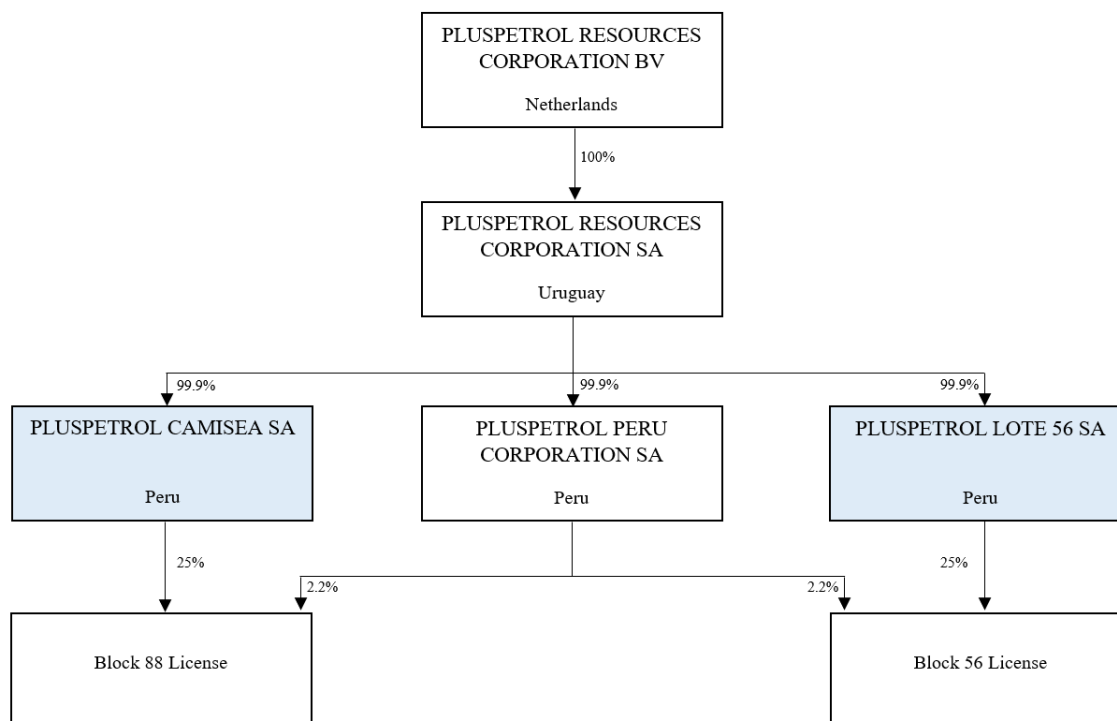 PLUSPETROL RESOURCES
CORPORATION BV
Netherlands
100%
PLUSPETROL RESOURCES
CORPORATION SA
Uruguay
99.9%
99.9%
99.9%
PLUSPETROL CAMISEA SA
Peru
PLUSPETROL PERU
CORPORATION SA
Peru
PLUSPETROL LOTE 56 SA
Peru
25%
2.2%
2.2%
25%
Block 88 License
Block 56 License